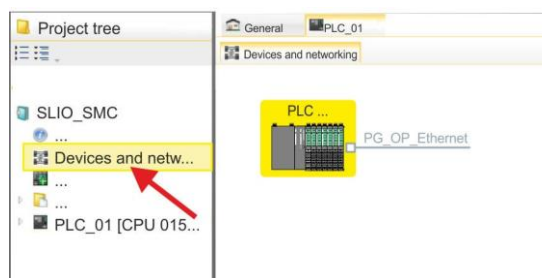 Project tree
SLIO_SMC
...
Devices and netw...
...
...
PLC_01 [CPU 015...
General
PLC_01
Devices and networking
PLC ...
PG_OP_Ethernet